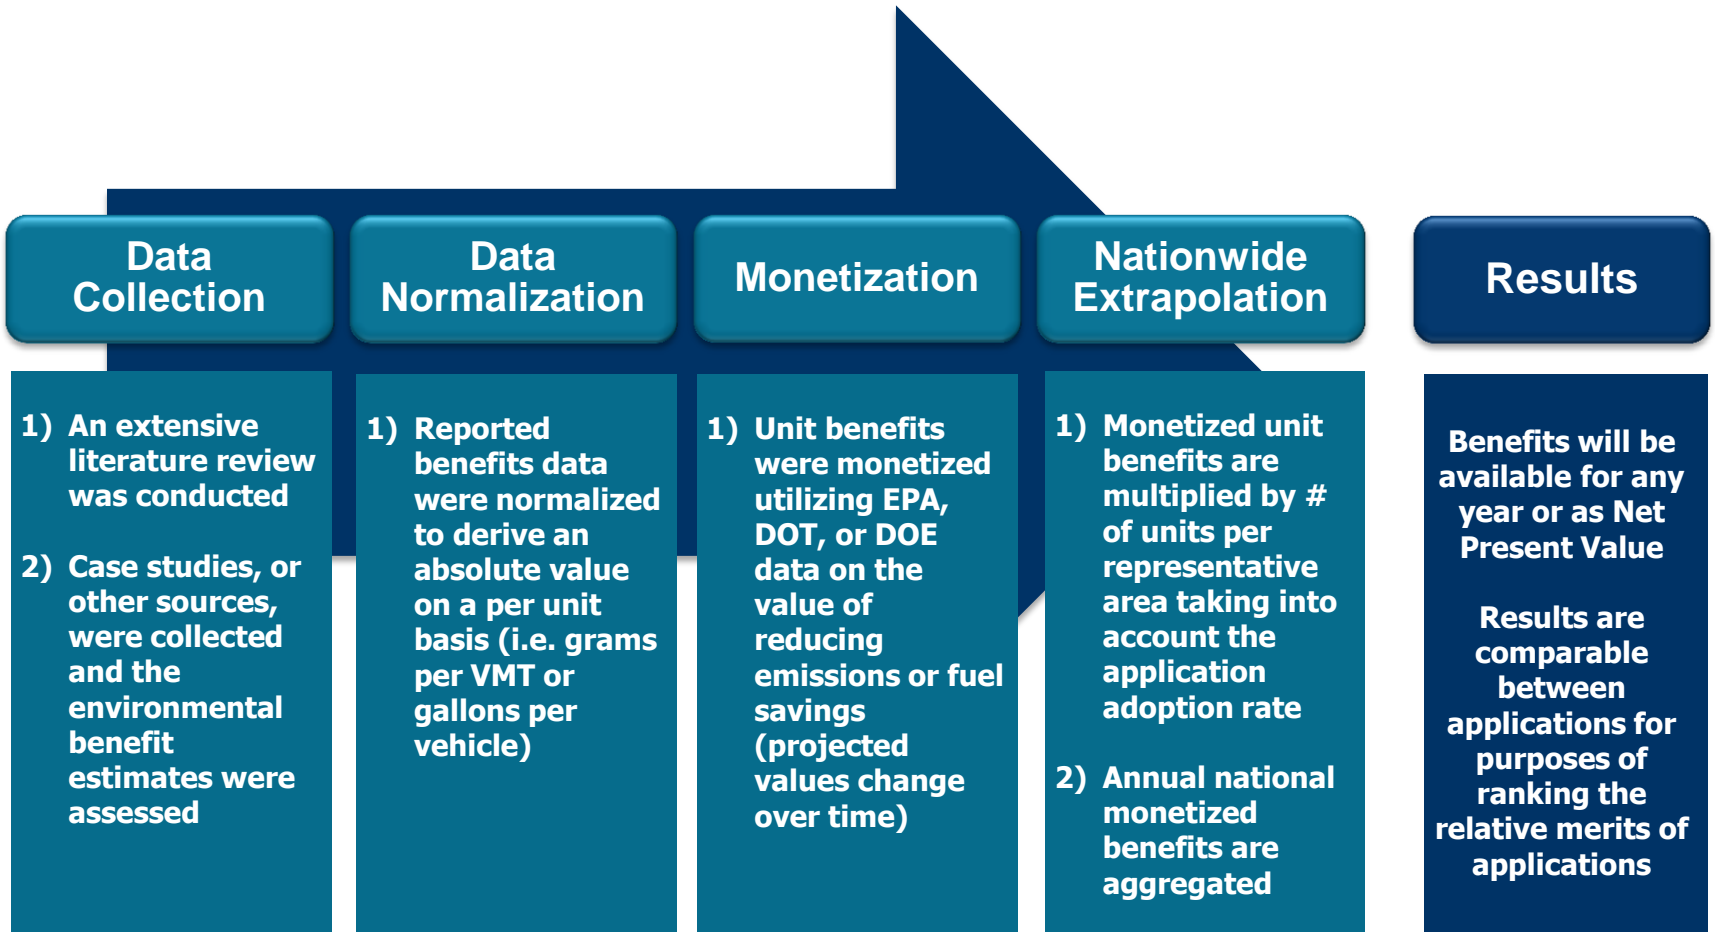 Data
Collection
Data
Normalization
Monetization
Nationwide
Extrapolation
Results
1) An extensive
literature review
was conducted
2) Case studies, or
other sources,
were collected
and the
environmental
benefit
estimates were
assessed
1) Reported
benefits data
were normalized
to derive an
absolute value
on a per unit
basis (i.e. grams
per VMT or
gallons per
vehicle)
1) Unit benefits
were monetized
utilizing EPA,
DOT, or DOE
data on the
value of
reducing
emissions or fuel
savings
(projected
values change
over time)
1) Monetized unit
benefits are
multiplied by #
of units per
representative
area taking into
account the
application
adoption rate
2) Annual national
monetized
benefits are
aggregated
Benefits will be
available for any
year or as Net
Present Value
Results are
comparable
between
applications for
purposes of
ranking the
relative merits of
applications